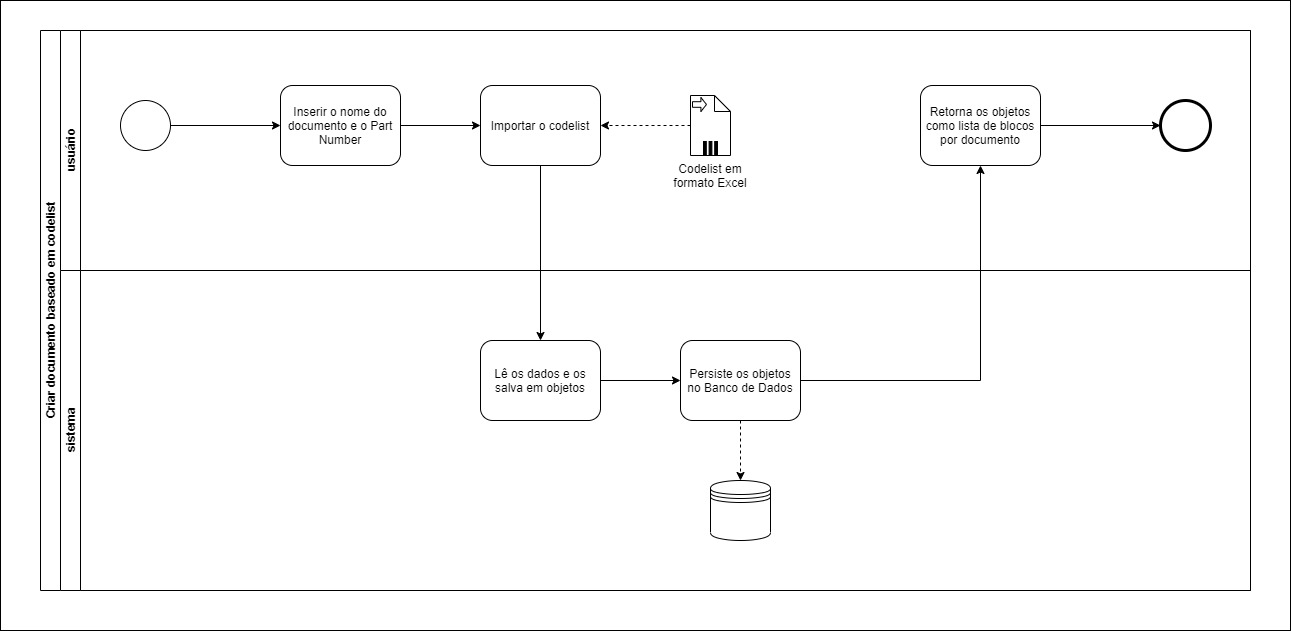 Criar documento baseado em codelist
usuário
Inserir o nome do
documento e o Part
Number
Importar o codelist
Codelist em
formato Excel
Retorna os objetos
como lista de blocos
por documento
sistema
Lê os dados e os
salva em objetos
Persiste os objetos
no Banco de Dados